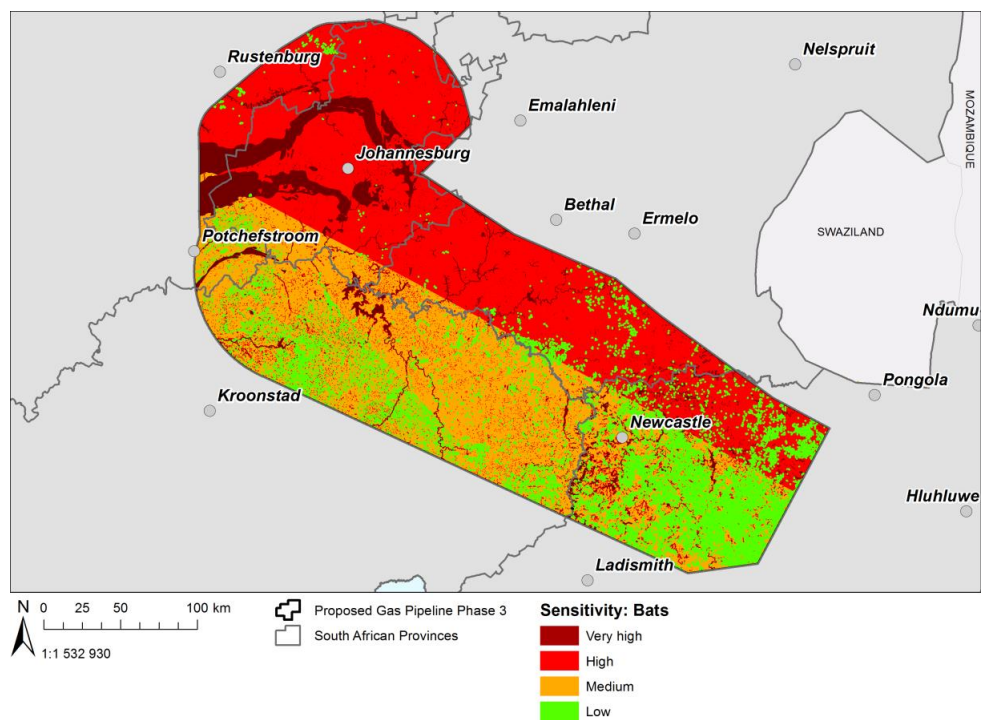 Rustenburg
Nelspruit
Emalahleni
MOZAMBIQUE
Johannesburg
Bethal
Ermelo
SWAZILAND
Potchefstroom
Ndumu
Pongola
Kroonstad
Newcastle
Hluhluwe
Ladismith
N
0 25 50 100 km
1:1 532 930
Proposed Gas Pipeline Phase 3
South African Provinces
Sensitivity: Bats
Very high
High
Medium
Low